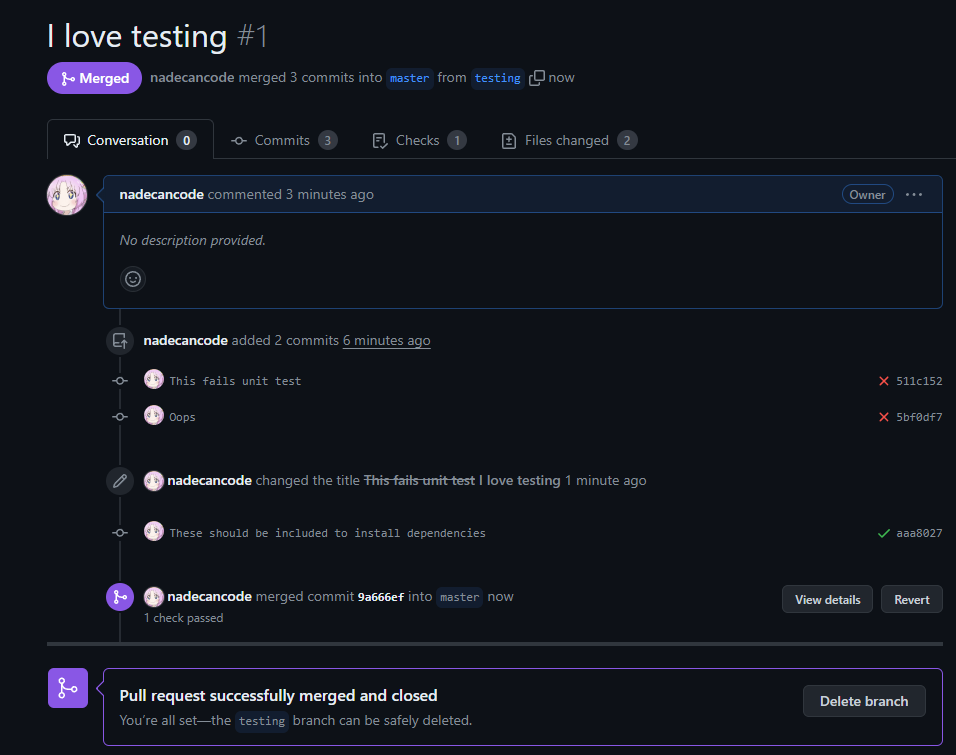 I love testing #1
Merged nadecancode merged 3 commits into master from testing now
Conversation 0 Commits 3 Checks 1 Files changed 2
nadecancode commented 3 minutes ago Owner ...
No description provided.
nadecancode added 2 commits 6 minutes ago
This fails unit test 511c152
Oops 5bf0df7
nadecancode changed the title This fails unit test I love testing 1 minute ago
These should be included to install dependencies aaa8027
nadecancode merged commit 9a666ef into master now View details Revert
1 check passed
Pull request successfully merged and closed
You're all set—the testing branch can be safely deleted. Delete branch